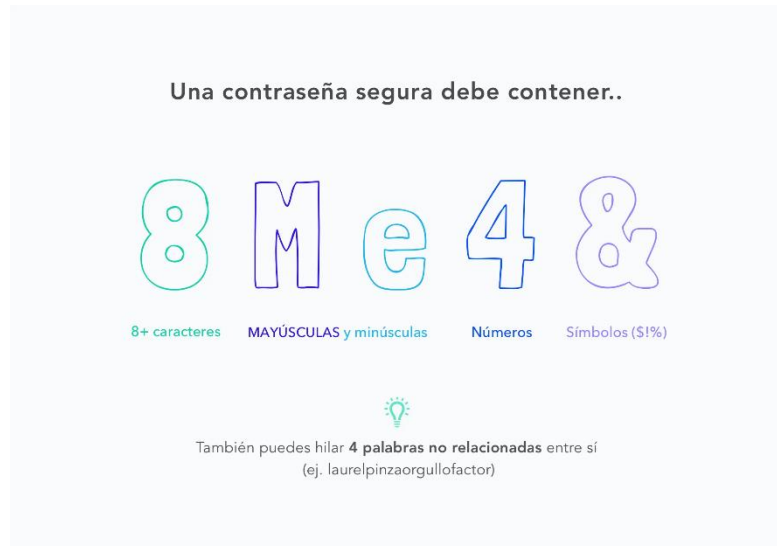 Una contraseña segura debe contener..
8 M e 4 &
8+ caracteres MAYÚSCULAS y minúsculas Números Símbolos ($!%)
También puedes hilar 4 palabras no relacionadas entre sí
(ej. laurelpinzaorgullofactor)